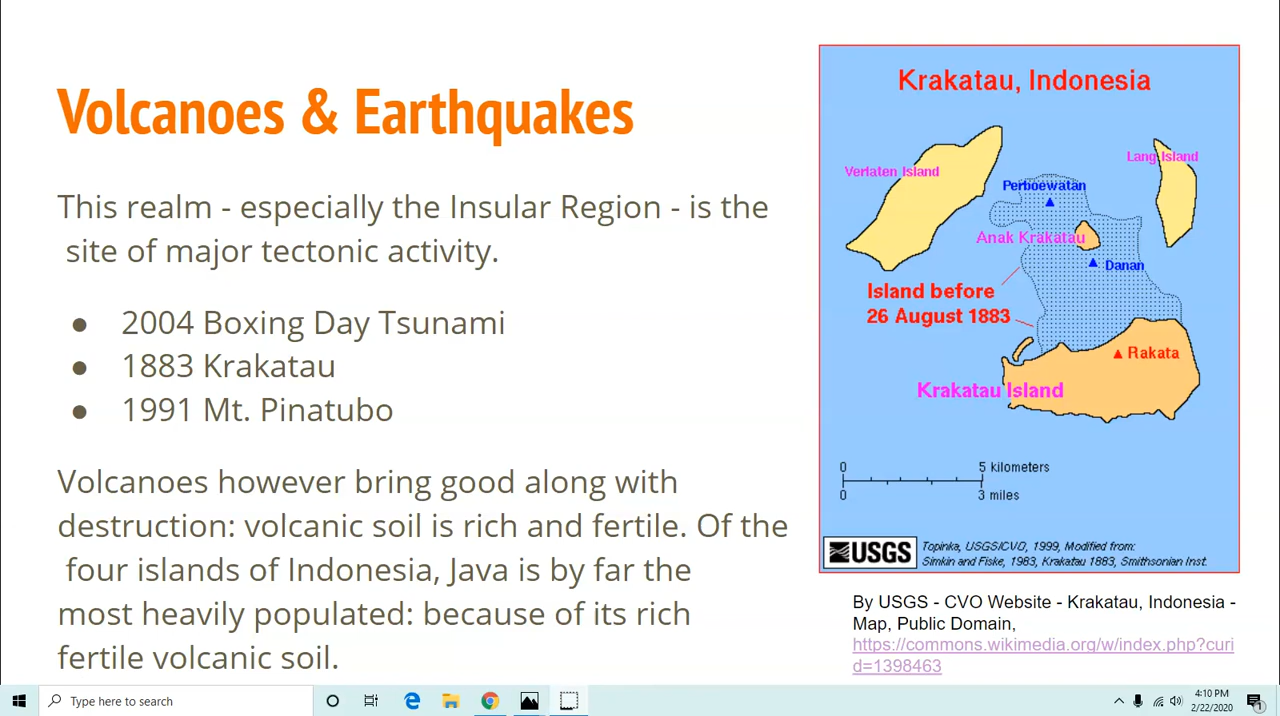 Volcanoes & Earthquakes
This realm - especially the Insular Region - is the
site of major tectonic activity.
● 2004 Boxing Day Tsunami
● 1883 Krakatau
● 1991 Mt. Pinatubo
Volcanoes however bring good along with
destruction: volcanic soil is rich and fertile. Of the
four islands of Indonesia, Java is by far the
most heavily populated: because of its rich
fertile volcanic soil.
Krakatau, Indonesia
Lang Island
Verlaten Island
Perboewatan
Anak Krakatau
Danan
Island before
26 August 1883
Rakata
Krakatau Island
0 5 kilometers
0 3 miles
USGS
Topinka, USGS/CVO, 1999, Modified from:
Simkin and Fiske, 1983, Krakatau 1883, Smithsonian Inst.
By USGS - CVO Website - Krakatau, Indonesia -
Map, Public Domain,
https://commons.wikimedia.org/w/index.php?curi
d=1398463
Type here to search
4:10 PM
2/22/2020
1